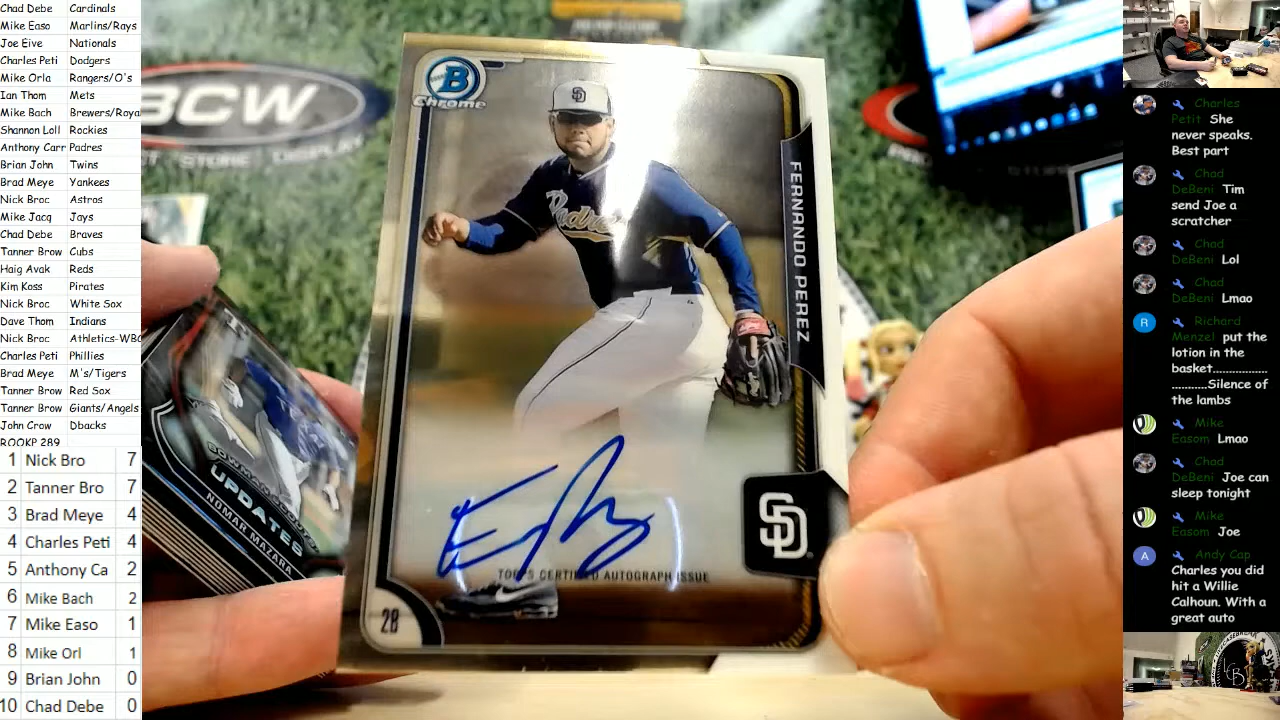 Chad Debe Cardinals
Mike Easo Marlins/Rays
Joe Eive Nationals
Charles Peti Dodgers
Mike Orla Rangers/O's
Ian Thom Mets
Mike Bach Brewers/Roya
Shannon Loll Rockies
Anthony Carr Padres
Brian John Twins
Brad Meye Yankees
Nick Broc Astros
Mike Jacq Jays
Chad Debe Bra
Tanner Brow Cub
Haig Avak Reds
Kim Koss Pirate
Nick Broc White Sox
Dave Thom Indian
Nick Broc Athletics-WBC
Charles Peti Phillies
Brad Meye M's/Tigers
Tanner Brow Red Sox
Tanner Brow Giants/Angels
John Crow Dbacks
ROOKP 289
1 Nick Bro 7
2 Tanner Bro 7
3 Brad Meye 4
4 Charles Peti 4
5 Anthony Ca 2
6 Mike Bach 2
7 Mike Easo 1
8 Mike Orl 1
9 Brian John 0
10 Chad Debe 0
BCW
STORE DISPLAY
B
Chrome
SD
Padres
FERNANDO PEREZ
SD
TOPPS CERTIFIED AUTOGRAPH ISSUE
2B
UPDATES
NOMAR MAZARA
Charles
Petit She
never speaks.
Best part
Chad
DeBeni Tim
send Joe a
scratcher
Chad
DeBeni Lol
Chad
DeBeni Lmao
R Richard
Menzel put the
lotion in the
basket...................
............Silence of
the lambs
Mike
Easom Lmao
Chad
DeBeni Joe can
sleep tonight
Mike
Easom Joe
A Andy Cap
Charles you did
hit a Willie
Calhoun. With a
great auto